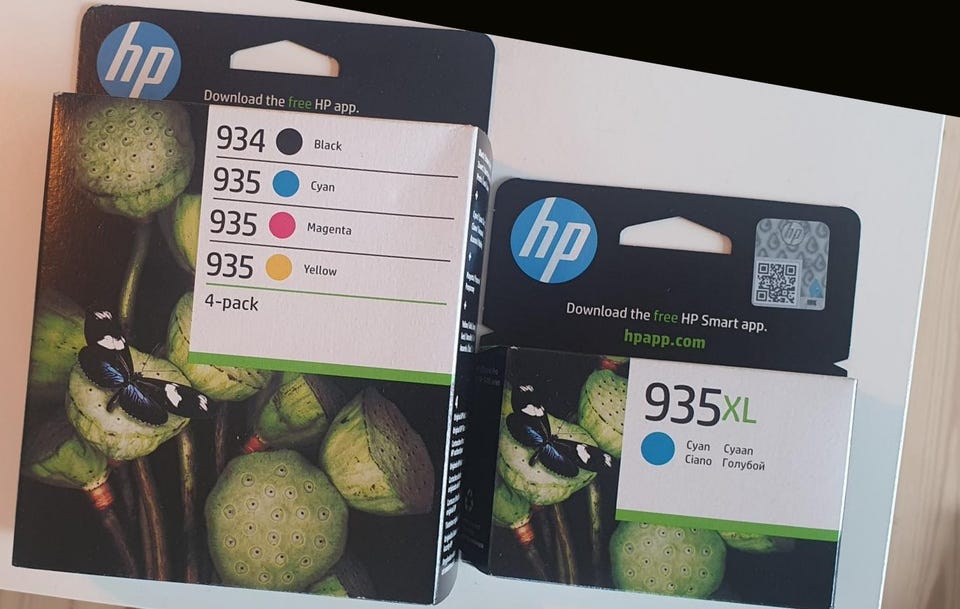 hp
Download the free HP app.
934 Black
935 Cyan
935 Magenta
935 Yellow
4-pack
hp
hp
Download the free HP Smart app.
hpapp.com
935XL
Cyan Cyaan
Ciano Голубой